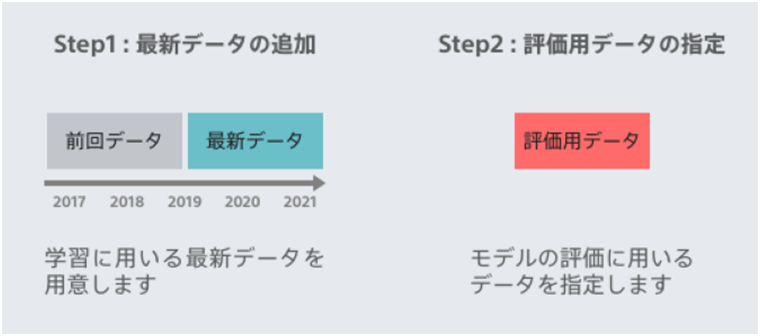 Step1 : 最新データの追加
前回データ
最新データ
2017 2018 2019 2020 2021
学習に用いる最新データを
用意します
Step2 : 評価用データの指定
評価用データ
モデルの評価に用いる
データを指定します